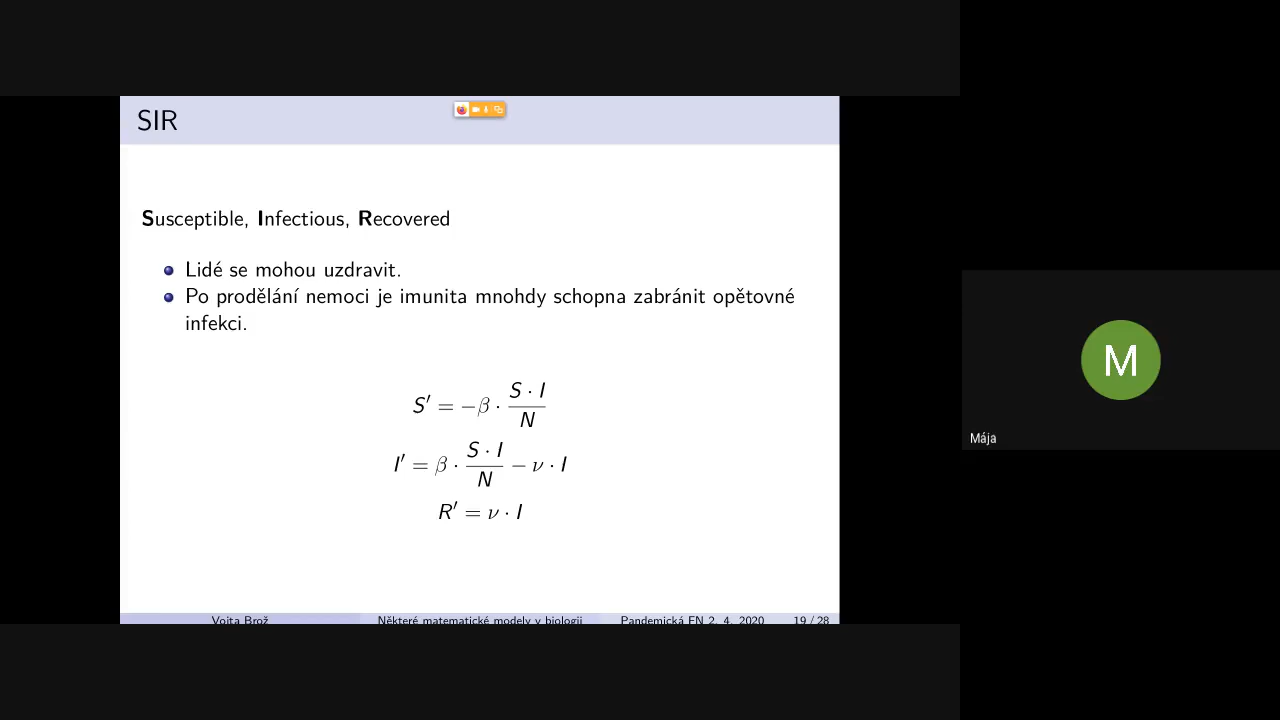 SIR
Susceptible, Infectious, Recovered
Lidé se mohou uzdravit.
Po prodělání nemoci je imunita mnohdy schopna zabránit opětovné
infekci.
S′ = −β · S · I / N
I′ = β · S · I / N − ν · I
R′ = ν · I
Vojta Brož Některé matematické modely v biologii Pandemická FN 2. 4. 2020 19 / 28
M
Mája